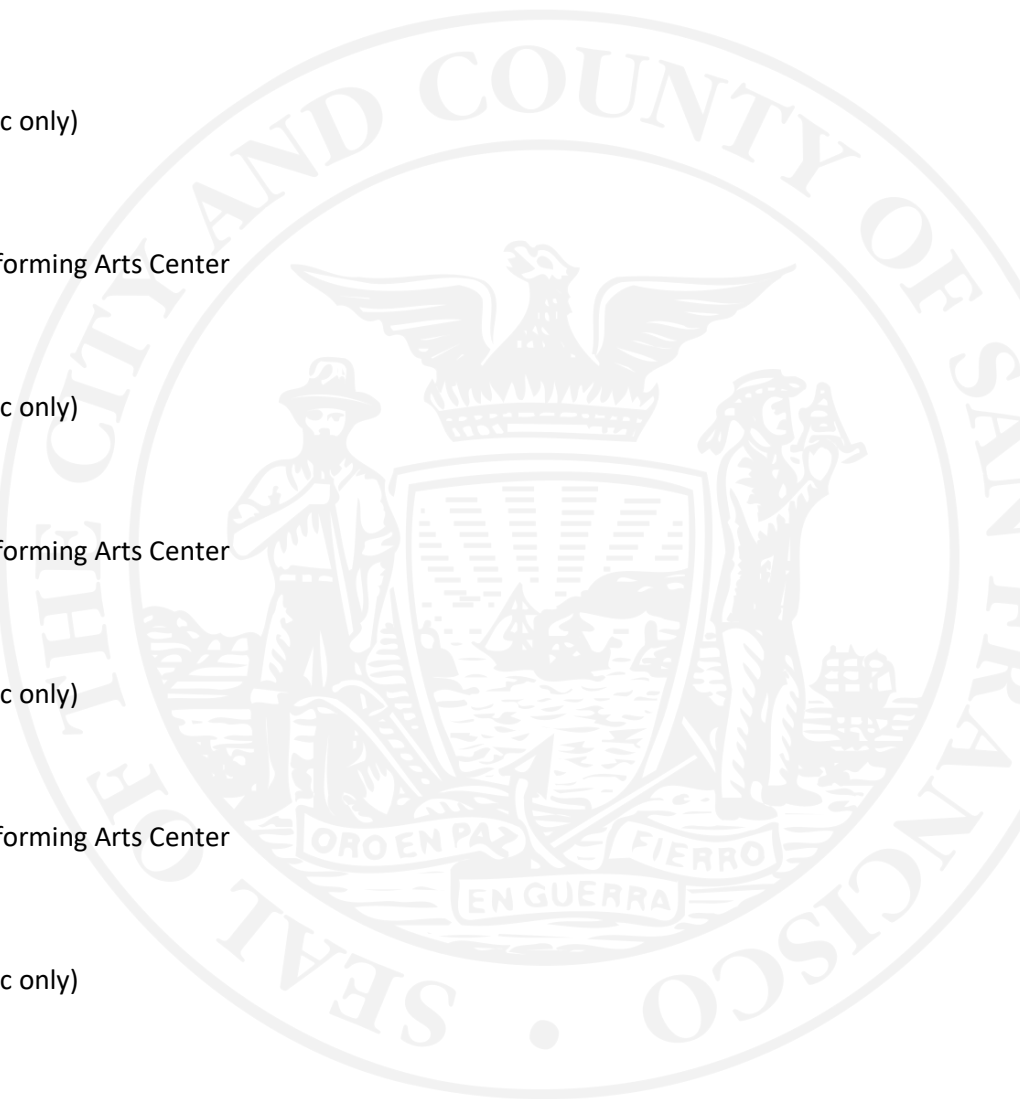 c only)
forming Arts Center
c only)
forming Arts Center
c only)
forming Arts Center
c only)
SEAL OF THE CITY AND COUNTY OF SAN FRANCISCO
ORO EN PAZ
FIERRO
EN GUERRA